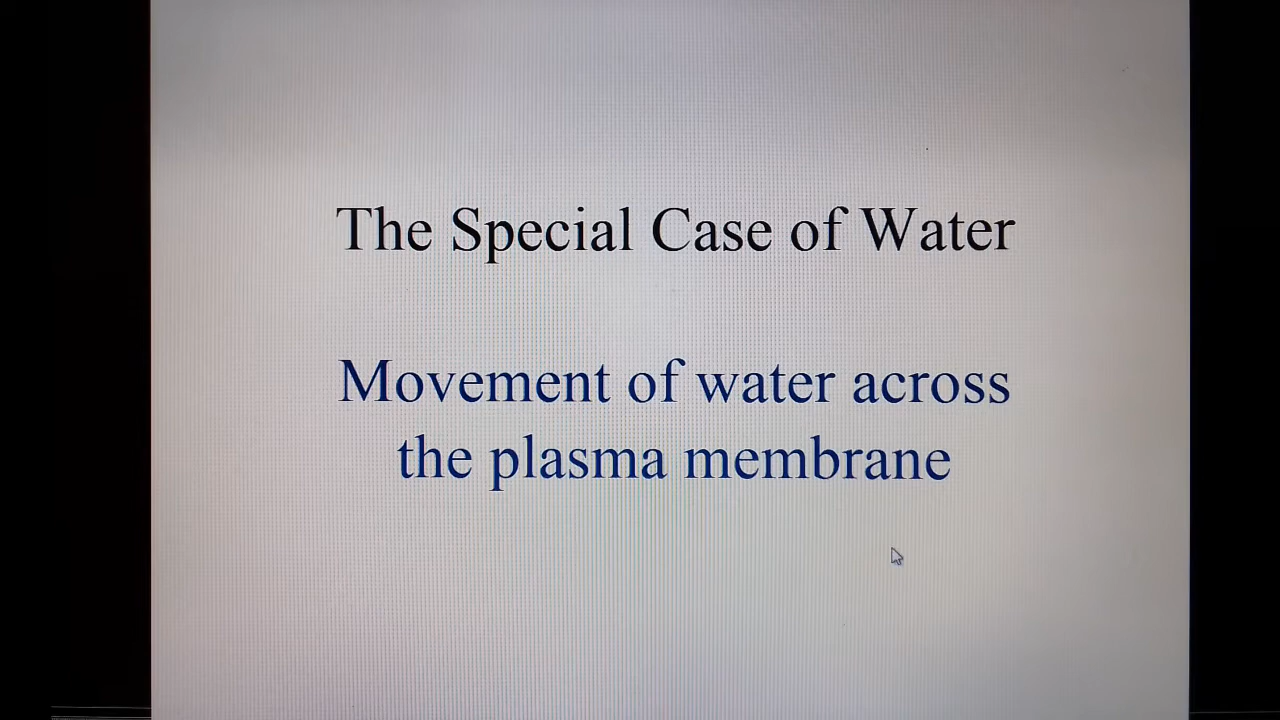 The Special Case of Water
Movement of water across
the plasma membrane